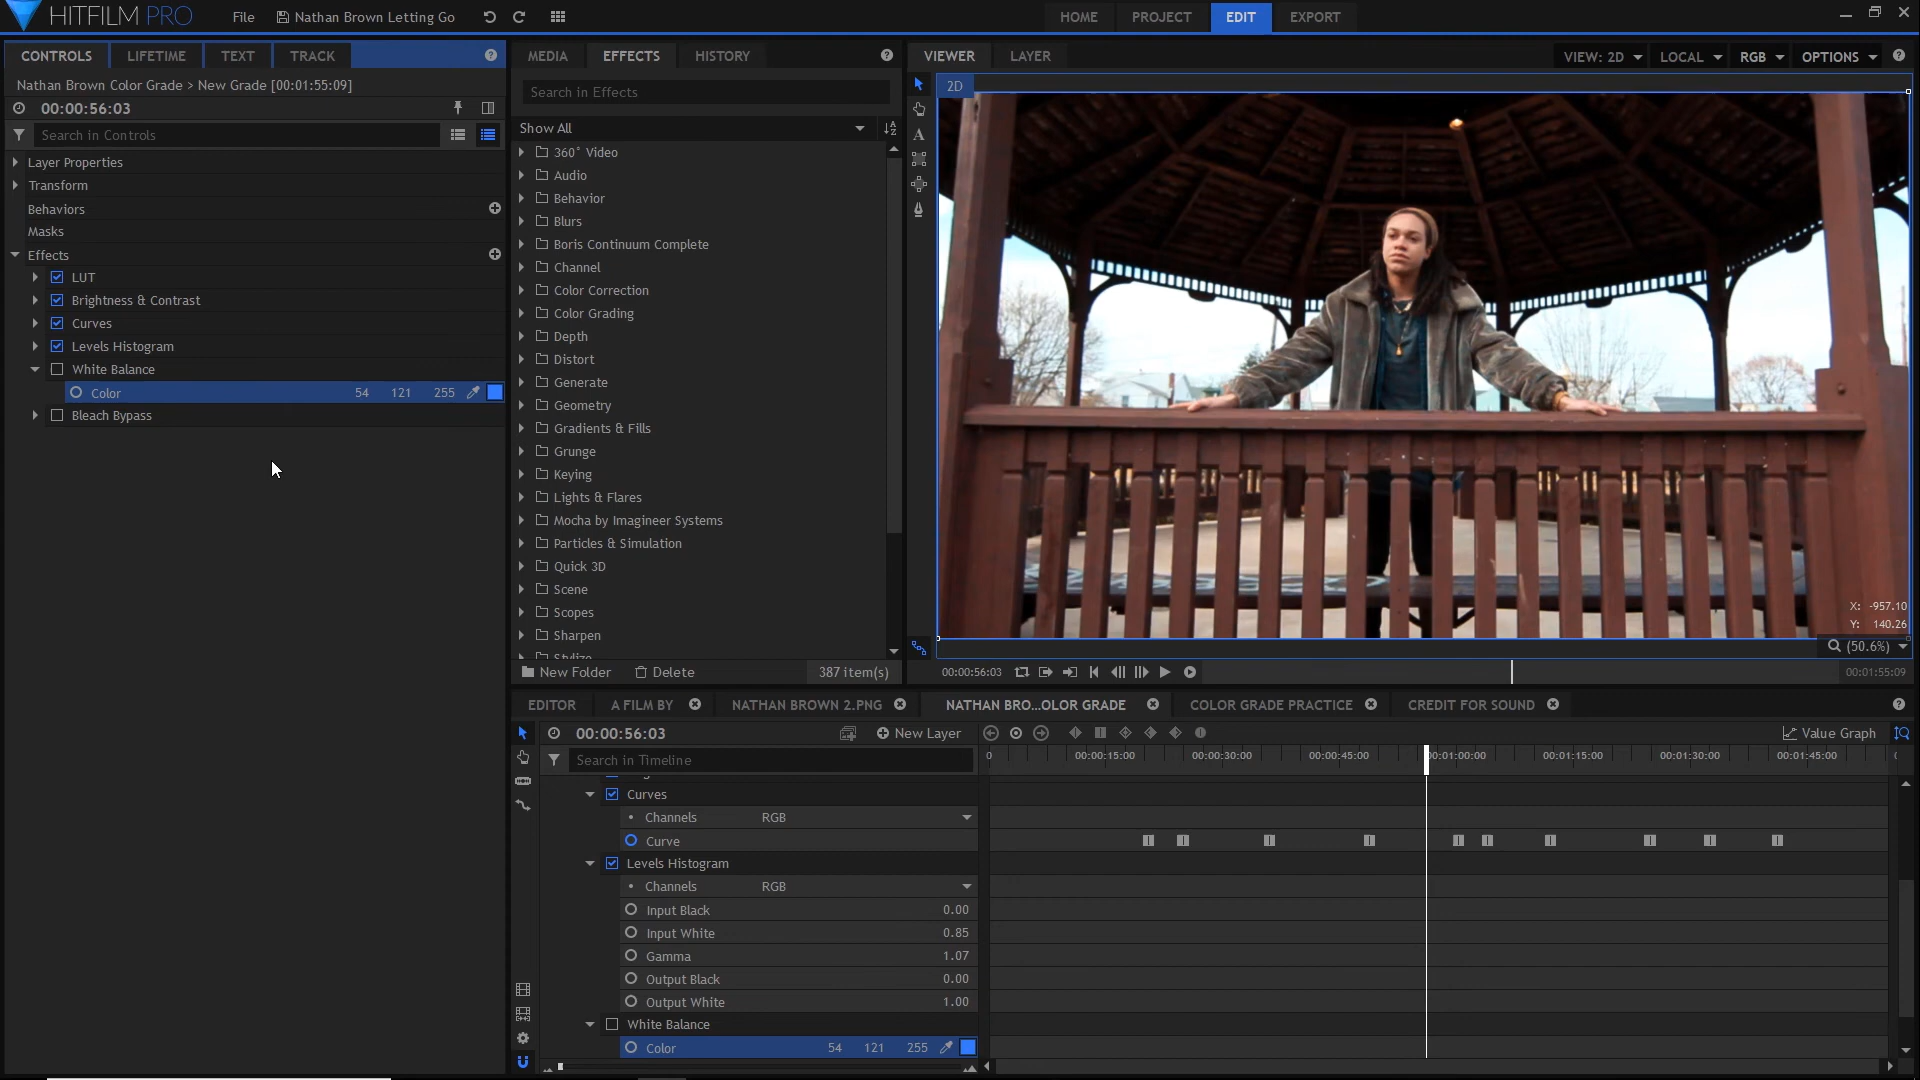 HITFILM PRO
File
Nathan Brown Letting Go
HOME
PROJECT
EDIT
EXPORT
CONTROLS
LIFETIME
TEXT
TRACK
Nathan Brown Color Grade > New Grade [00:01:55:09]
00:00:56:03
Search in Controls
Layer Properties
Transform
Behaviors
Masks
Effects
LUT
Brightness & Contrast
Curves
Levels Histogram
White Balance
Color 54 121 255
Bleach Bypass
MEDIA
EFFECTS
HISTORY
Search in Effects
Show All
360° Video
Audio
Behavior
Blurs
Boris Continuum Complete
Channel
Color Correction
Color Grading
Depth
Distort
Generate
Geometry
Gradients & Fills
Grunge
Keying
Lights & Flares
Mocha by Imagineer Systems
Particles & Simulation
Quick 3D
Scene
Scopes
Sharpen
Stylize
New Folder
Delete
387 item(s)
VIEWER
LAYER
VIEW: 2D
LOCAL
RGB
OPTIONS
2D
X: -957.10
Y: 140.26
(50.6%)
00:00:56:03
00:01:55:09
EDITOR
A FILM BY
NATHAN BROWN 2.PNG
NATHAN BRO...OLOR GRADE
COLOR GRADE PRACTICE
CREDIT FOR SOUND
00:00:56:03
New Layer
Value Graph
Search in Timeline
0
00:00:15:00
00:00:30:00
00:00:45:00
00:01:00:00
00:01:15:00
00:01:30:00
00:01:45:00
Curves
Channels RGB
Curve
Levels Histogram
Channels RGB
Input Black 0.00
Input White 0.85
Gamma 1.07
Output Black 0.00
Output White 1.00
White Balance
Color 54 121 255